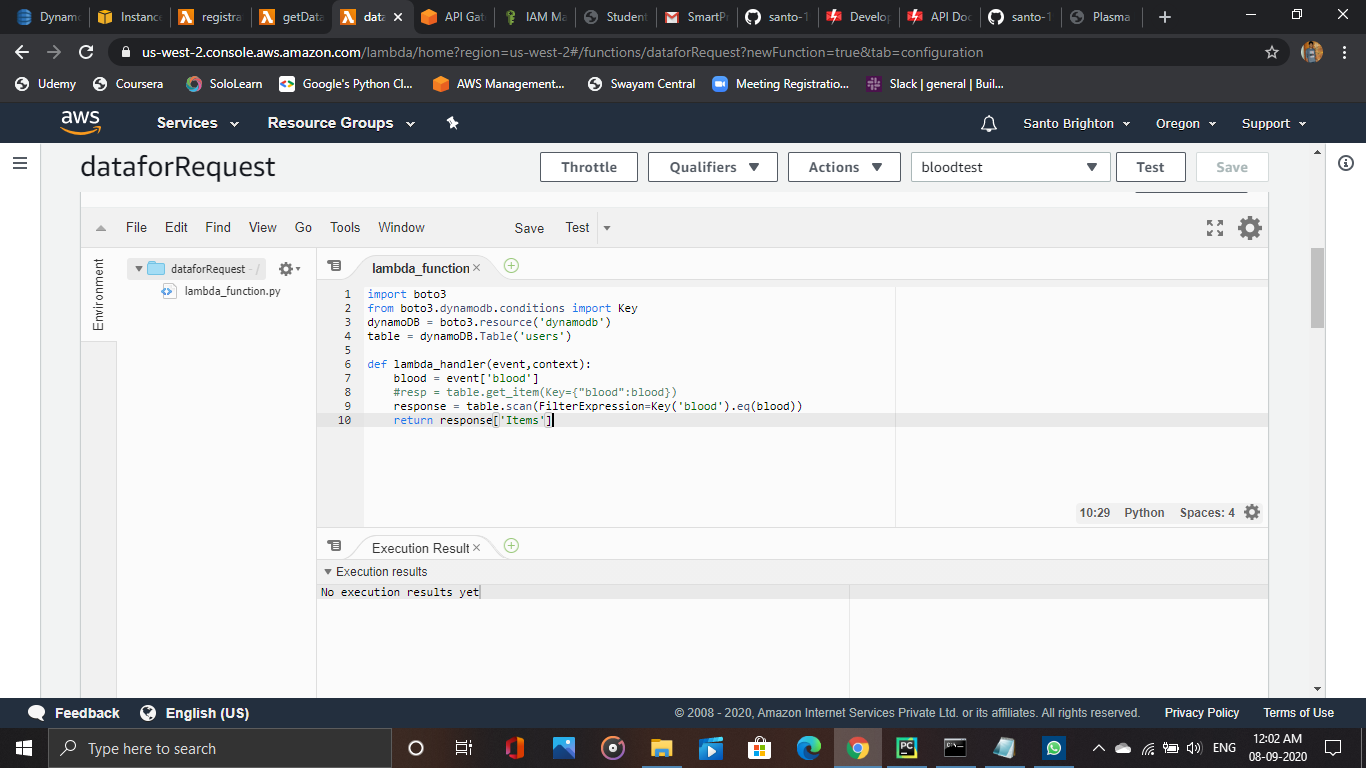 Dynamo
Instance
registra
getData
data
API Gat
IAM Ma
Student
SmartPr
santo-1
Develop
API Doc
santo-1
Plasma
us-west-2.console.aws.amazon.com/lambda/home?region=us-west-2#/functions/dataforRequest?newFunction=true&tab=configuration
Udemy
Coursera
SoloLearn
Google's Python Cl...
AWS Management...
Swayam Central
Meeting Registratio...
Slack | general | Buil...
aws
Services
Resource Groups
Santo Brighton
Oregon
Support
dataforRequest
Throttle
Qualifiers
Actions
bloodtest
Test
Save
File Edit Find View Go Tools Window Save Test
Environment
dataforRequest - /
lambda_function.py
lambda_function
1 import boto3
2 from boto3.dynamodb.conditions import Key
3 dynamoDB = boto3.resource('dynamodb')
4 table = dynamoDB.Table('users')
5
6 def lambda_handler(event,context):
7 blood = event['blood']
8 #resp = table.get_item(Key={"blood":blood})
9 response = table.scan(FilterExpression=Key('blood').eq(blood))
10 return response['Items']
10:29 Python Spaces: 4
Execution Result
Execution results
No execution results yet
Feedback
English (US)
© 2008 - 2020, Amazon Internet Services Private Ltd. or its affiliates. All rights reserved.
Privacy Policy
Terms of Use
Type here to search
PC
ENG
12:02 AM
08-09-2020